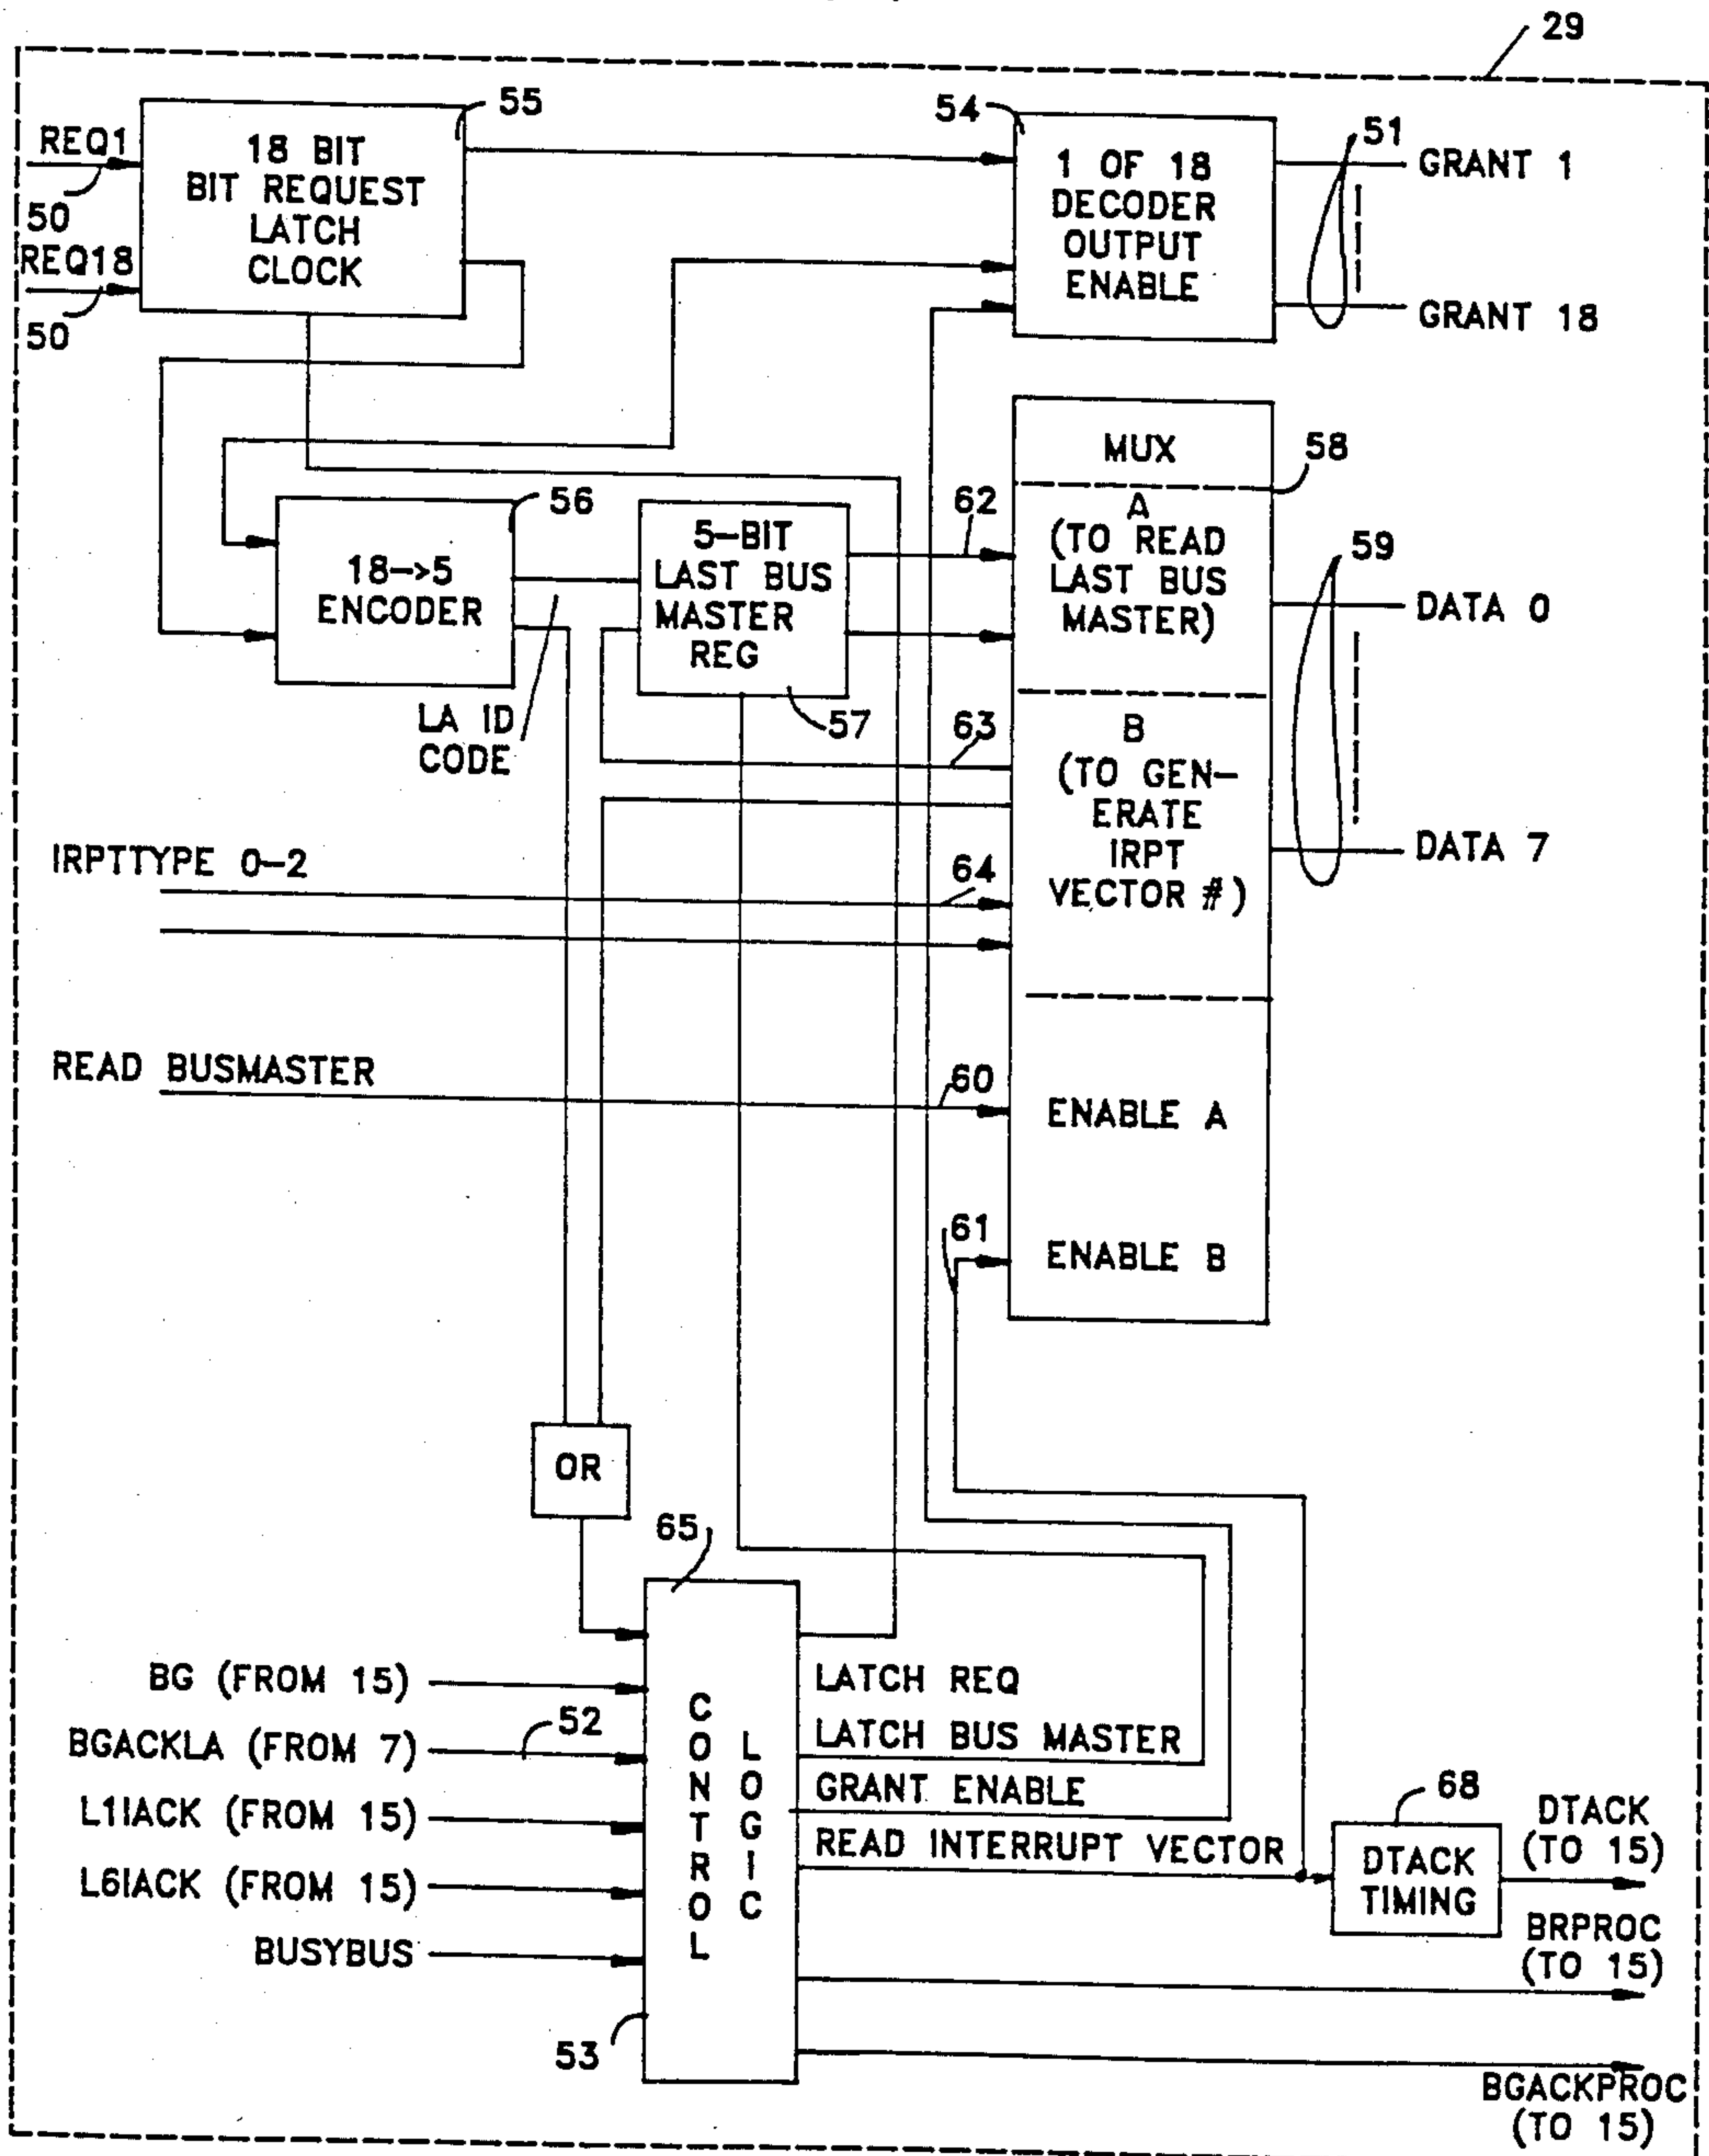 29
REQ1
50
REQ18
50
18 BIT
BIT REQUEST
LATCH
CLOCK
55
54
1 OF 18
DECODER
OUTPUT
ENABLE
51
GRANT 1
GRANT 18
56
18->5
ENCODER
LA ID
CODE
5-BIT
LAST BUS
MASTER
REG
57
62
63
MUX
58
A
(TO READ
LAST BUS
MASTER)
B
(TO GEN-
ERATE
IRPT
VECTOR #)
59
DATA 0
DATA 7
IRPTTYPE 0-2
64
READ BUSMASTER
60
ENABLE A
61
ENABLE B
OR
65
CONTROL
LOGIC
BG (FROM 15)
BGACKLA (FROM 7)
52
L1IACK (FROM 15)
L6IACK (FROM 15)
BUSYBUS
53
LATCH REQ
LATCH BUS MASTER
GRANT ENABLE
READ INTERRUPT VECTOR
68
DTACK
TIMING
DTACK
(TO 15)
BRPROC
(TO 15)
BGACKPROC
(TO 15)